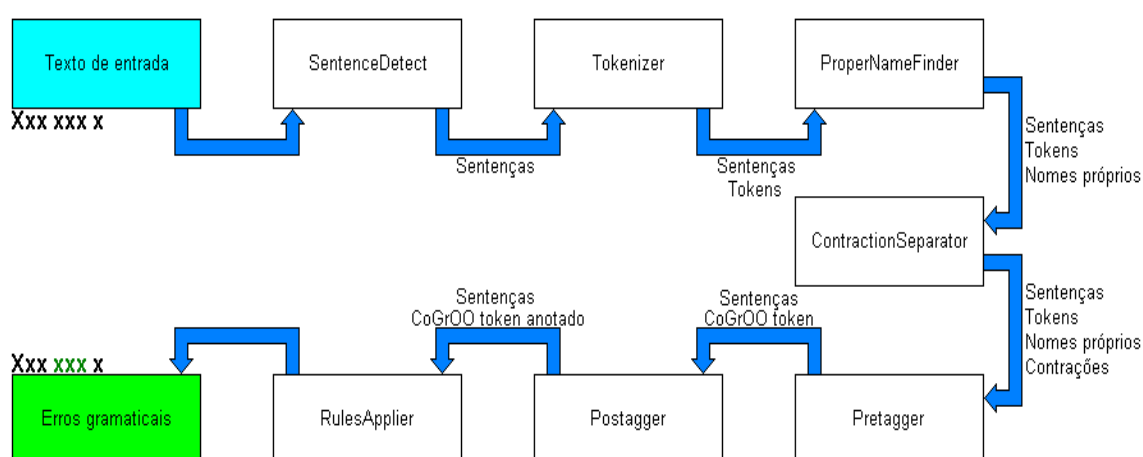 Texto de entrada
SentenceDetect
Tokenizer
ProperNameFinder
Xxx xxx x
Sentenças
Sentenças
Tokens
Sentenças
Tokens
Nomes próprios
ContractionSeparator
Sentenças
Tokens
Nomes próprios
Contrações
Sentenças
CoGrOO token
Sentenças
CoGrOO token anotado
Xxx xxx x
Erros gramaticais
RulesApplier
Postagger
Pretagger